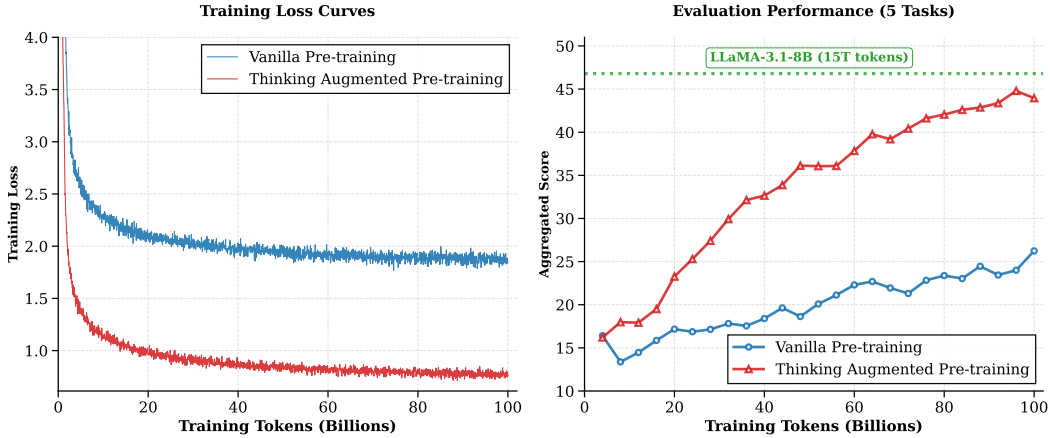 Training Loss Curves
4.0
3.5
3.0
2.5
2.0
1.5
1.0
Training Loss
Vanilla Pre-training
Thinking Augmented Pre-training
0
20
40
60
80
100
Training Tokens (Billions)
Evaluation Performance (5 Tasks)
50
45
40
35
30
25
20
15
10
Aggregated Score
LLaMA-3.1-8B (15T tokens)
Vanilla Pre-training
Thinking Augmented Pre-training
0
20
40
60
80
100
Training Tokens (Billions)